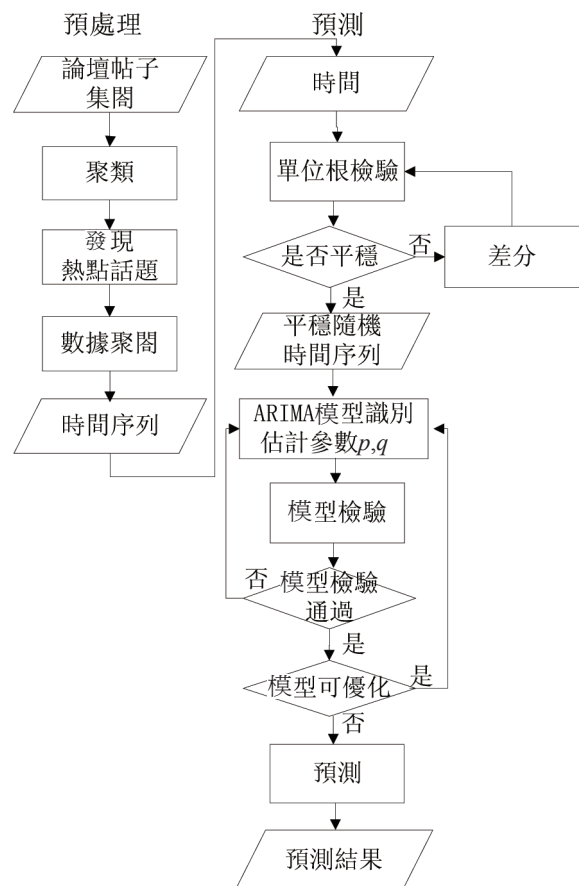 預處理
論壇帖子
集閤
聚類
發現
熱點話題
數據聚閤
時間序列
預測
時間
單位根檢驗
是否平穩
否
差分
是
平穩隨機
時間序列
ARIMA模型識別
估計參數p,q
模型檢驗
否
模型檢驗
通過
是
模型可優化
是
否
預測
預測結果